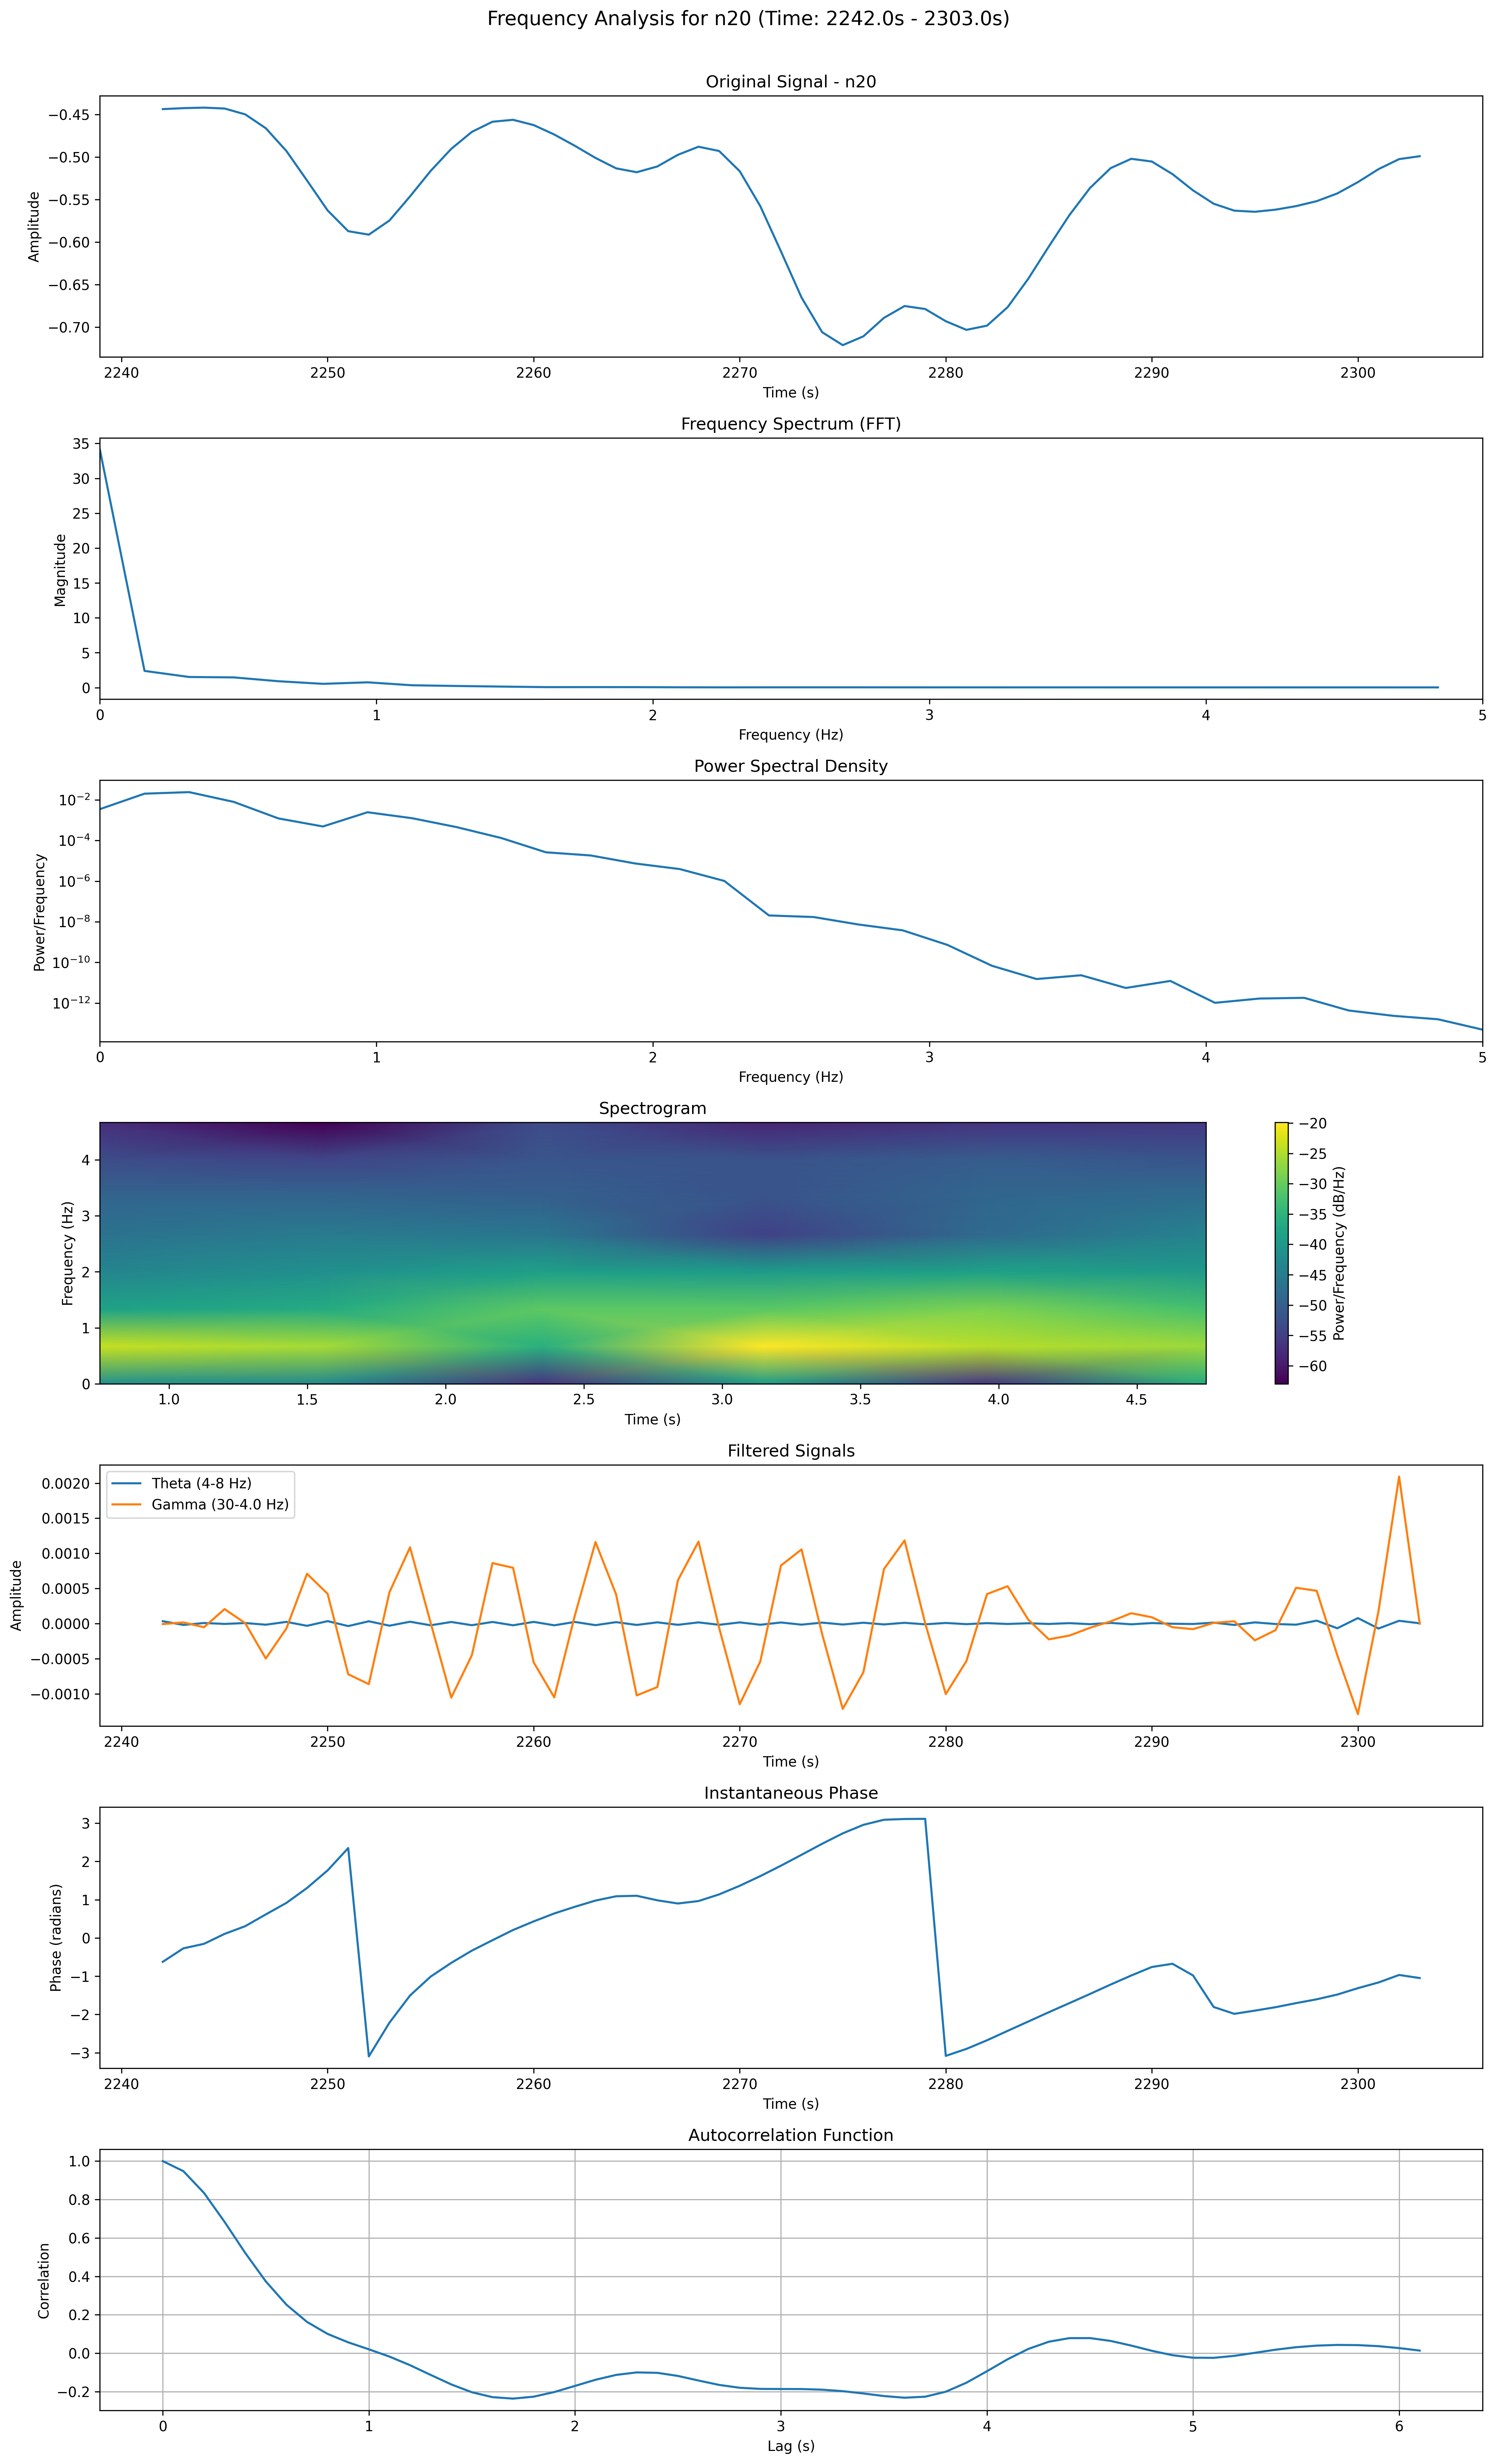 Frequency Analysis for n20 (Time: 2242.0s - 2303.0s)
Original Signal - n20
Amplitude
−0.45
−0.50
−0.55
−0.60
−0.65
−0.70
2240 2250 2260 2270 2280 2290 2300
Time (s)
Frequency Spectrum (FFT)
Magnitude
35
30
25
20
15
10
5
0
0 1 2 3 4 5
Frequency (Hz)
Power Spectral Density
Power/Frequency
10⁻²
10⁻⁴
10⁻⁶
10⁻⁸
10⁻¹⁰
10⁻¹²
0 1 2 3 4 5
Frequency (Hz)
Spectrogram
Frequency (Hz)
4
3
2
1
0
1.0 1.5 2.0 2.5 3.0 3.5 4.0 4.5
Time (s)
−20
−25
−30
−35
−40
−45
−50
−55
−60
Power/Frequency (dB/Hz)
Filtered Signals
Theta (4-8 Hz)
Gamma (30-4.0 Hz)
Amplitude
0.0020
0.0015
0.0010
0.0005
0.0000
−0.0005
−0.0010
2240 2250 2260 2270 2280 2290 2300
Time (s)
Instantaneous Phase
Phase (radians)
3
2
1
0
−1
−2
−3
2240 2250 2260 2270 2280 2290 2300
Time (s)
Autocorrelation Function
Correlation
1.0
0.8
0.6
0.4
0.2
0.0
−0.2
0 1 2 3 4 5 6
Lag (s)